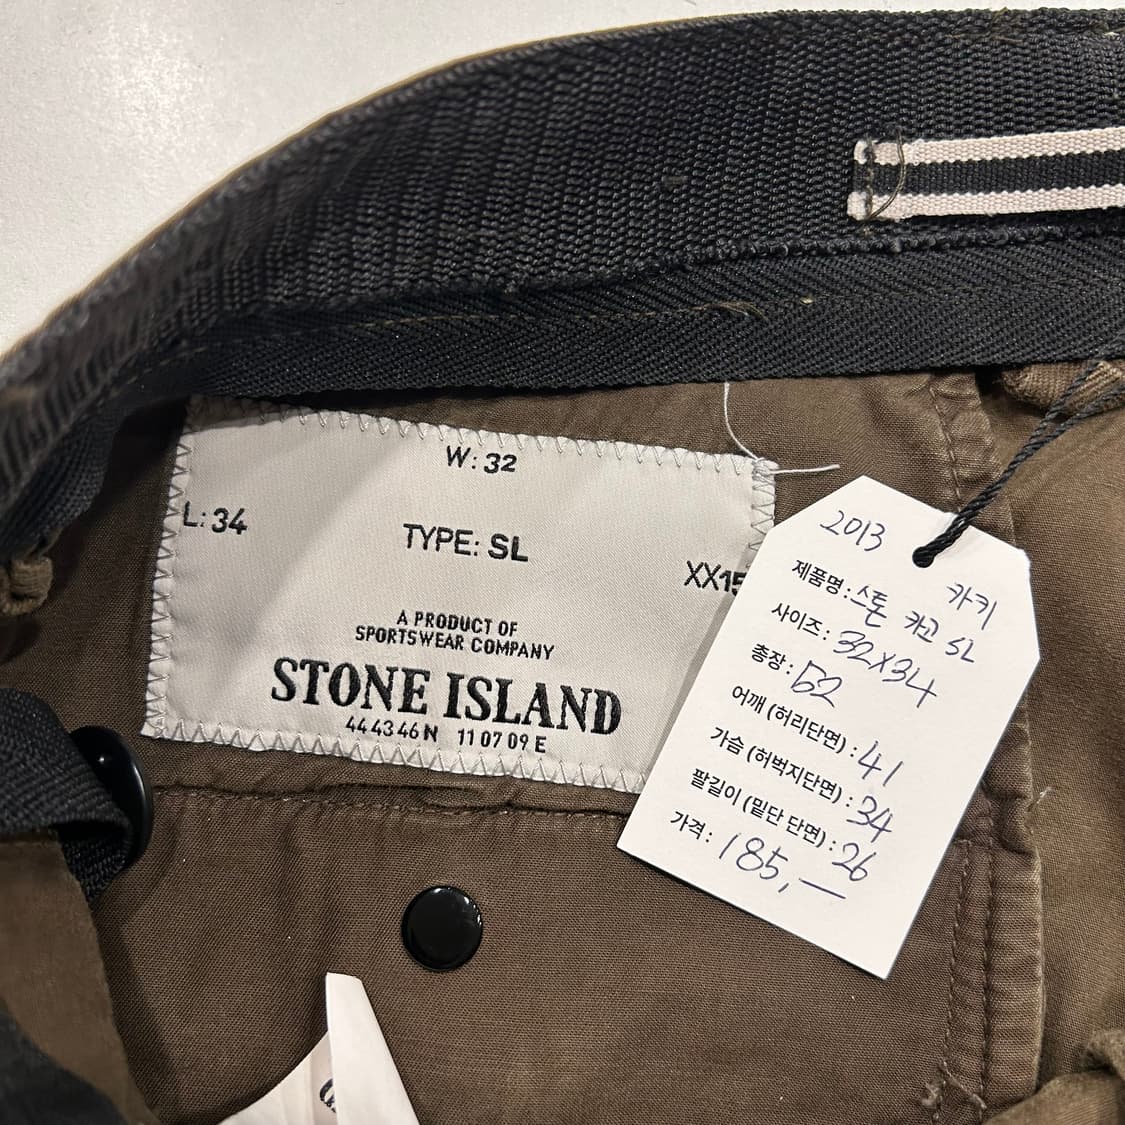 W: 32
L: 34
TYPE: SL
XX15
A PRODUCT OF
SPORTSWEAR COMPANY
STONE ISLAND
44 43 46 N 11 07 09 E
2013
카키
제품명: 스톤 카고 SL
사이즈: 32X34
총장:
어깨 (허리단면) : 41
가슴 (허벅지단면) : 34
팔길이 (밑단 단면) : 26
가격: 185,—